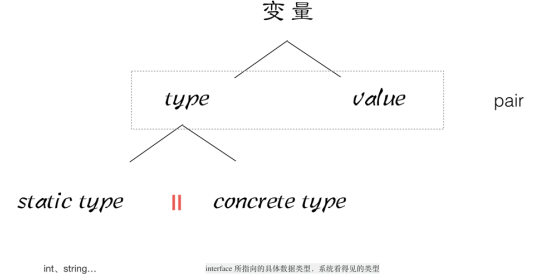 变量
type value pair
static type || concrete type
int、string...
interface 所指向的具体数据类型，系统看得见的类型